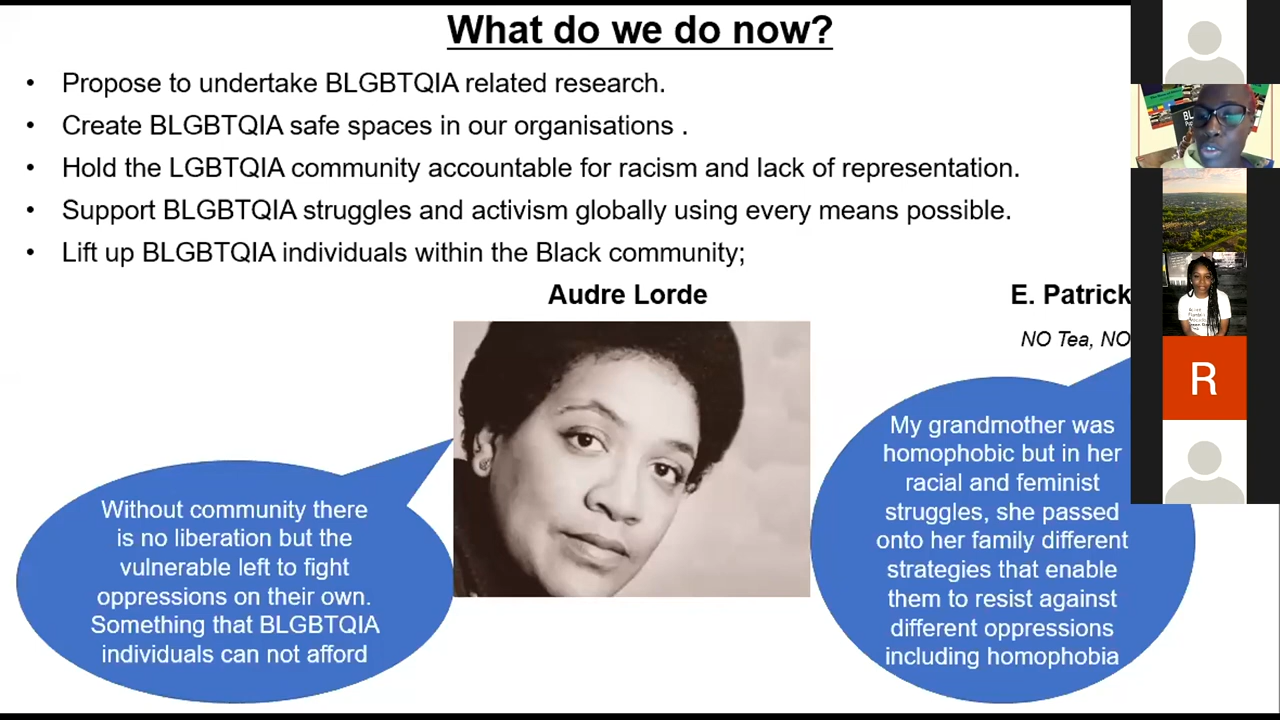 What do we do now?
• Propose to undertake BLGBTQIA related research.
• Create BLGBTQIA safe spaces in our organisations .
• Hold the LGBTQIA community accountable for racism and lack of representation.
• Support BLGBTQIA struggles and activism globally using every means possible.
• Lift up BLGBTQIA individuals within the Black community;
Audre Lorde
E. Patrick
NO Tea, NO
Without community there
is no liberation but the
vulnerable left to fight
oppressions on their own.
Something that BLGBTQIA
individuals can not afford
My grandmother was
homophobic but in her
racial and feminist
struggles, she passed
onto her family different
strategies that enable
them to resist against
different oppressions
including homophobia
R